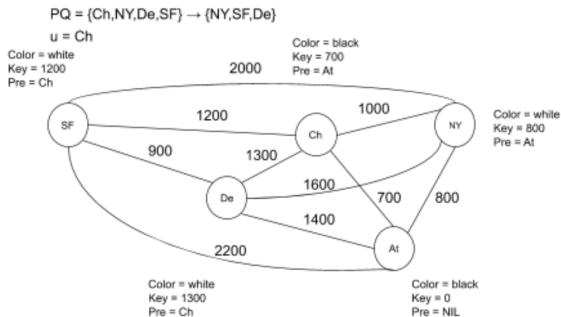 PQ = {Ch,NY,De,SF} → {NY,SF,De}
u = Ch
Color = white
Key = 1200
Pre = Ch
Color = black
Key = 700
Pre = At
2000
Color = white
Key = 800
Pre = At
SF
1200
Ch
1000
NY
900
1300
1600
De
700
800
1400
At
2200
Color = white
Key = 1300
Pre = Ch
Color = black
Key = 0
Pre = NIL